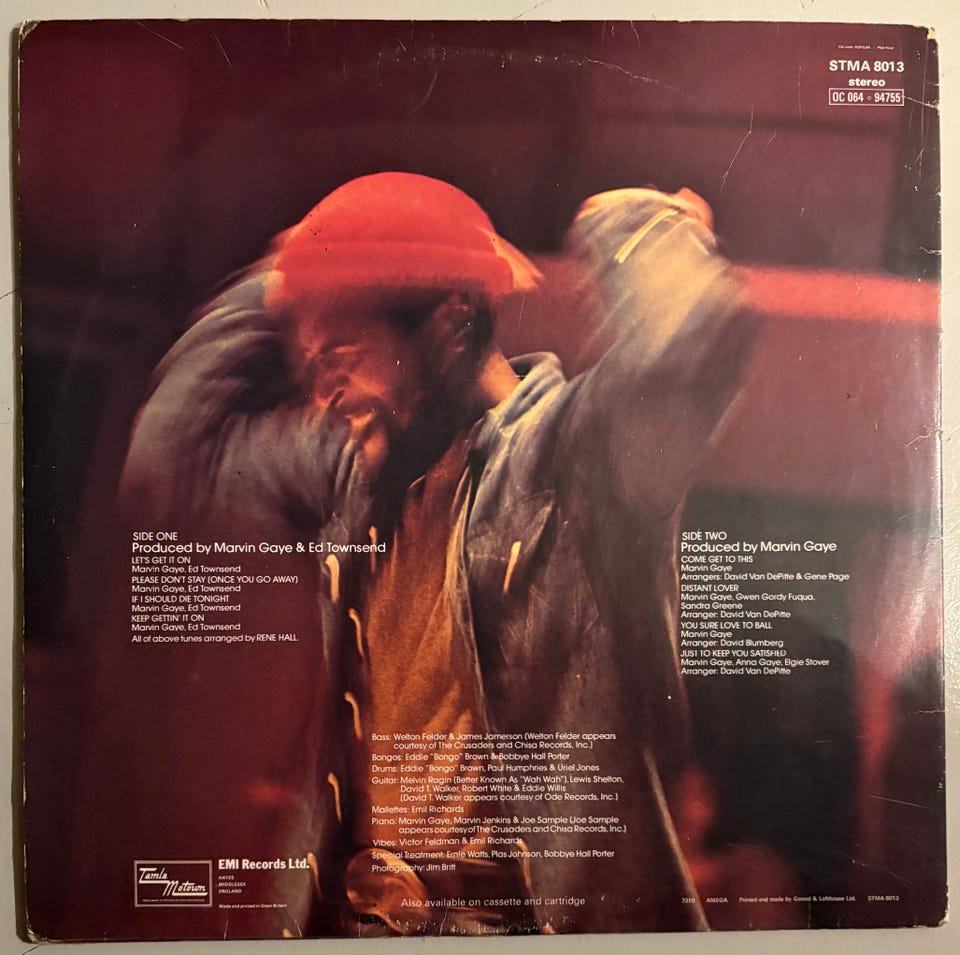 File under POPULAR : Male Vocal
STMA 8013
stereo
OC 064 ◦ 94755
SIDE ONE
Produced by Marvin Gaye & Ed Townsend
LET'S GET IT ON
Marvin Gaye, Ed Townsend
PLEASE DON'T STAY (ONCE YOU GO AWAY)
Marvin Gaye, Ed Townsend
IF I SHOULD DIE TONIGHT
Marvin Gaye, Ed Townsend
KEEP GETTIN' IT ON
Marvin Gaye, Ed Townsend
All of above tunes arranged by RENE HALL.
SIDE TWO
Produced by Marvin Gaye
COME GET TO THIS
Marvin Gaye
Arrangers: David Van DePitte & Gene Page
DISTANT LOVER
Marvin Gaye, Gwen Gordy Fuqua,
Sandra Greene
Arranger: David Van DePitte
YOU SURE LOVE TO BALL
Marvin Gaye
Arranger: David Blumberg
JUST TO KEEP YOU SATISFIED
Marvin Gaye, Anna Gaye, Elgie Stover
Arranger: David Van DePitte
Bass: Welton Felder & James Jamerson (Welton Felder appears
courtesy of The Crusaders and Chisa Records, Inc.)
Bongos: Eddie "Bongo" Brown & Bobbye Hall Porter
Drums: Eddie "Bongo" Brown, Paul Humphries & Uriel Jones
Guitar: Melvin Ragin (Better Known As "Wah Wah"), Lewis Shelton,
David T. Walker, Robert White & Eddie Willis
(David T. Walker appears courtesy of Ode Records, Inc.)
Mallettes: Emil Richards
Piano: Marvin Gaye, Marvin Jenkins & Joe Sample (Joe Sample
appears courtesy of The Crusaders and Chisa Records, Inc.)
Vibes: Victor Feldman & Emil Richards
Special Treatment: Ernie Watts, Plas Johnson, Bobbye Hall Porter
Photography: Jim Britt
Tamla
Motown
EMI Records Ltd.
HAYES
MIDDLESEX
ENGLAND
Made and printed in Great Britain
Also available on cassette and cartridge
7310 AMEGA Printed and made by Garrod & Lofthouse Ltd. STMA 8013